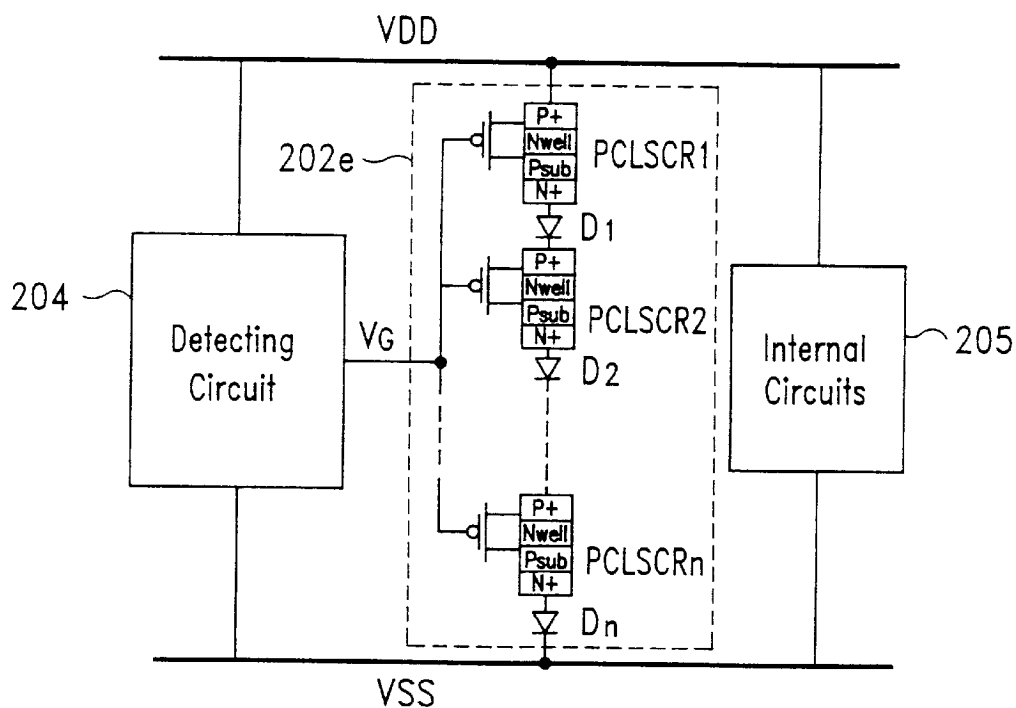 VDD
202e
P+
Nwell
Psub
N+
PCLSCR1
D1
204
Detecting
Circuit
VG
P+
Nwell
Psub
N+
PCLSCR2
D2
Internal
Circuits
205
P+
Nwell
Psub
N+
PCLSCRn
Dn
VSS